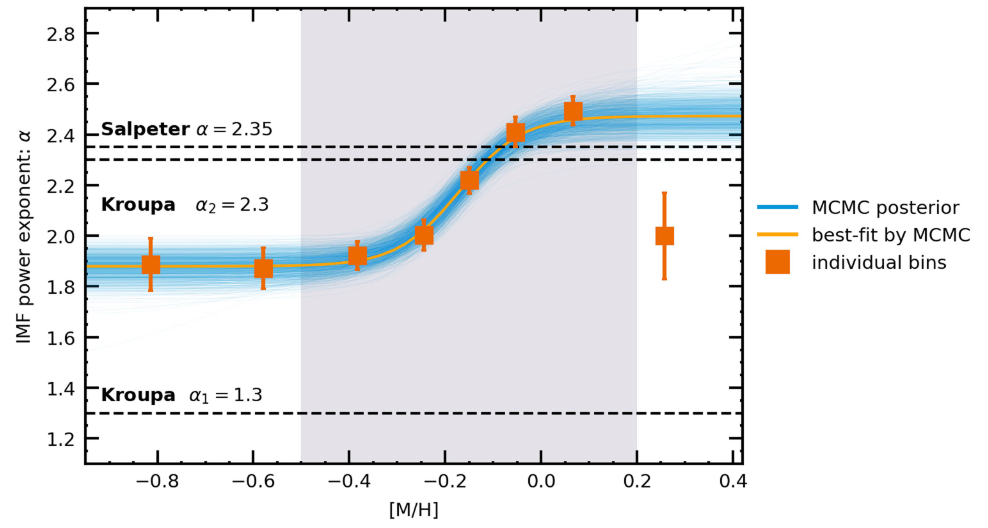 2.8
2.6
2.4
2.2
2.0
1.8
1.6
1.4
1.2
IMF power exponent: α
Salpeter α = 2.35
Kroupa α₂ = 2.3
Kroupa α₁ = 1.3
−0.8 −0.6 −0.4 −0.2 0.0 0.2 0.4
[M/H]
MCMC posterior
best-fit by MCMC
individual bins